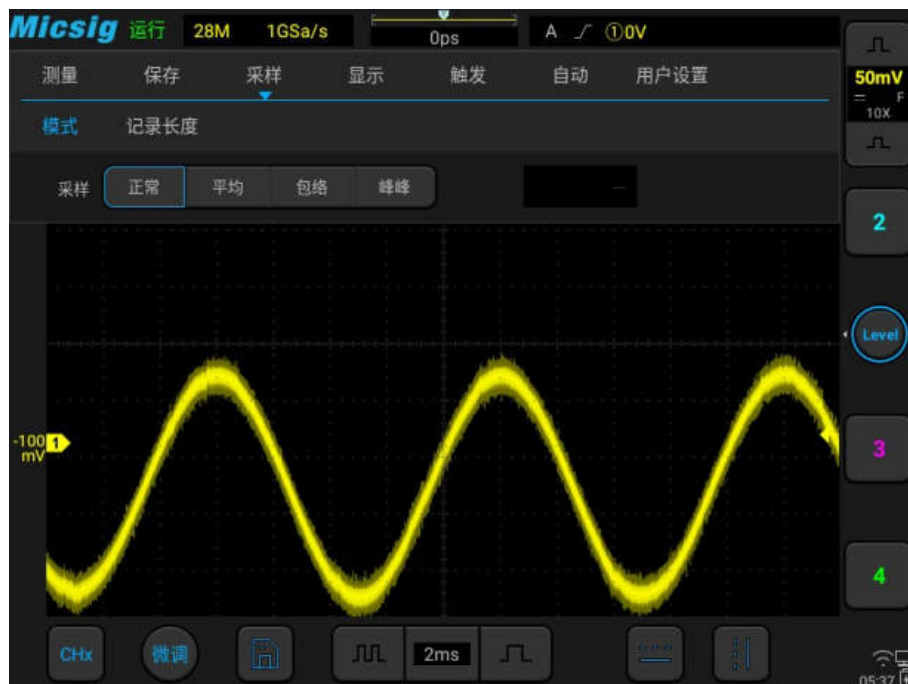 Micsig 运行 28M 1GSa/s 0ps A ①0V
测量 保存 采样 显示 触发 自动 用户设置
50mV
F
10X
模式 记录长度
采样 正常 平均 包络 峰峰
2
Level
-100 1
mV
3
4
CHx 微调 2ms
05:37